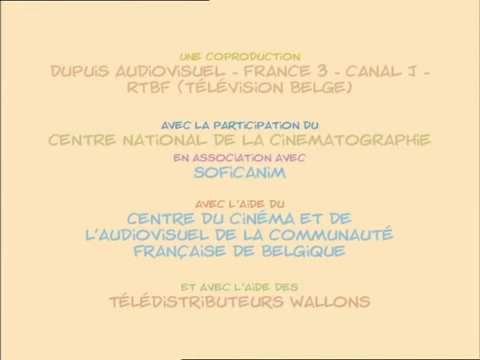 UNE COPRODUCTION
DUPUIS AUDIOVISUEL - FRANCE 3 - CANAL J -
RTBF (TÉLÉVISION BELGE)
AVEC LA PARTICIPATION DU
CENTRE NATIONAL DE LA CINEMATOGRAPHIE
EN ASSOCIATION AVEC
SOFICANIM
AVEC L'AIDE DU
CENTRE DU CINÉMA ET DE
L'AUDIOVISUEL DE LA COMMUNAUTÉ
FRANÇAISE DE BELGIQUE
ET AVEC L'AIDE DES
TÉLÉDISTRIBUTEURS WALLONS